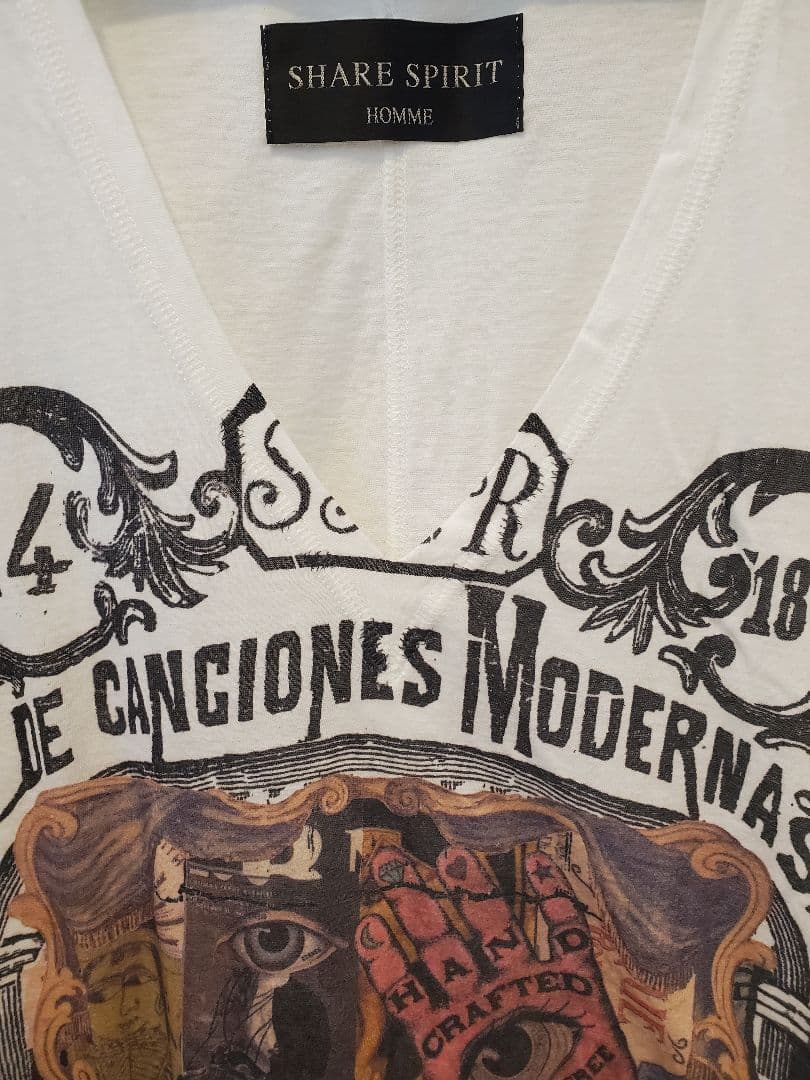 SHARE SPIRIT
HOMME
4
S
R
18
DE CANCIONES MODERNAS
HAND
CRAFTED